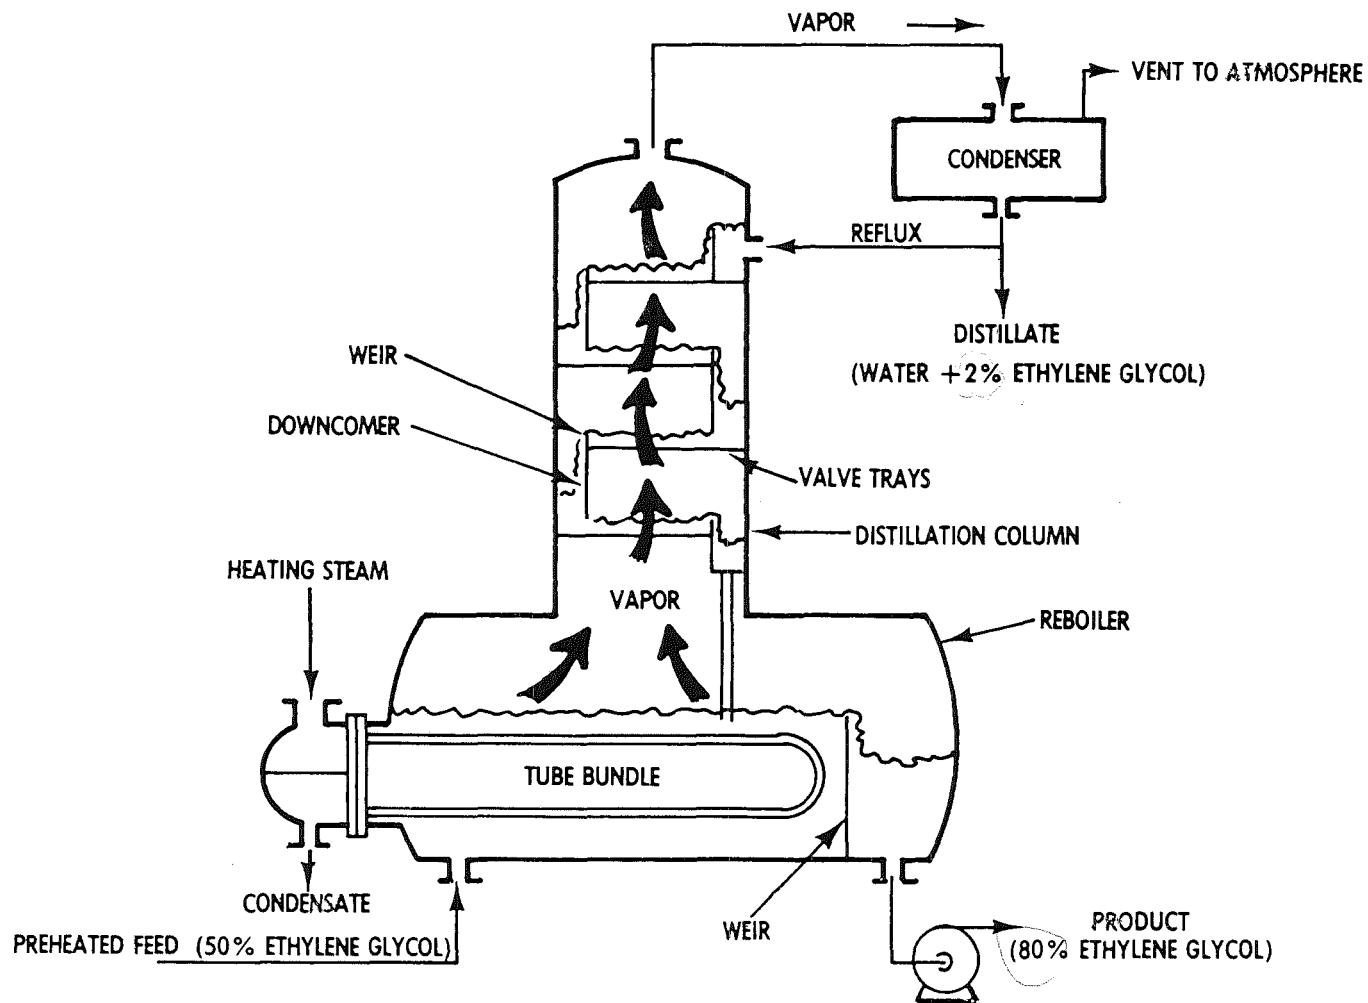 VAPOR
VENT TO ATMOSPHERE
CONDENSER
REFLUX
DISTILLATE
(WATER +2% ETHYLENE GLYCOL)
WEIR
DOWNCOMER
VALVE TRAYS
DISTILLATION COLUMN
HEATING STEAM
VAPOR
REBOILER
TUBE BUNDLE
CONDENSATE
WEIR
PRODUCT
(80% ETHYLENE GLYCOL)
PREHEATED FEED (50% ETHYLENE GLYCOL)